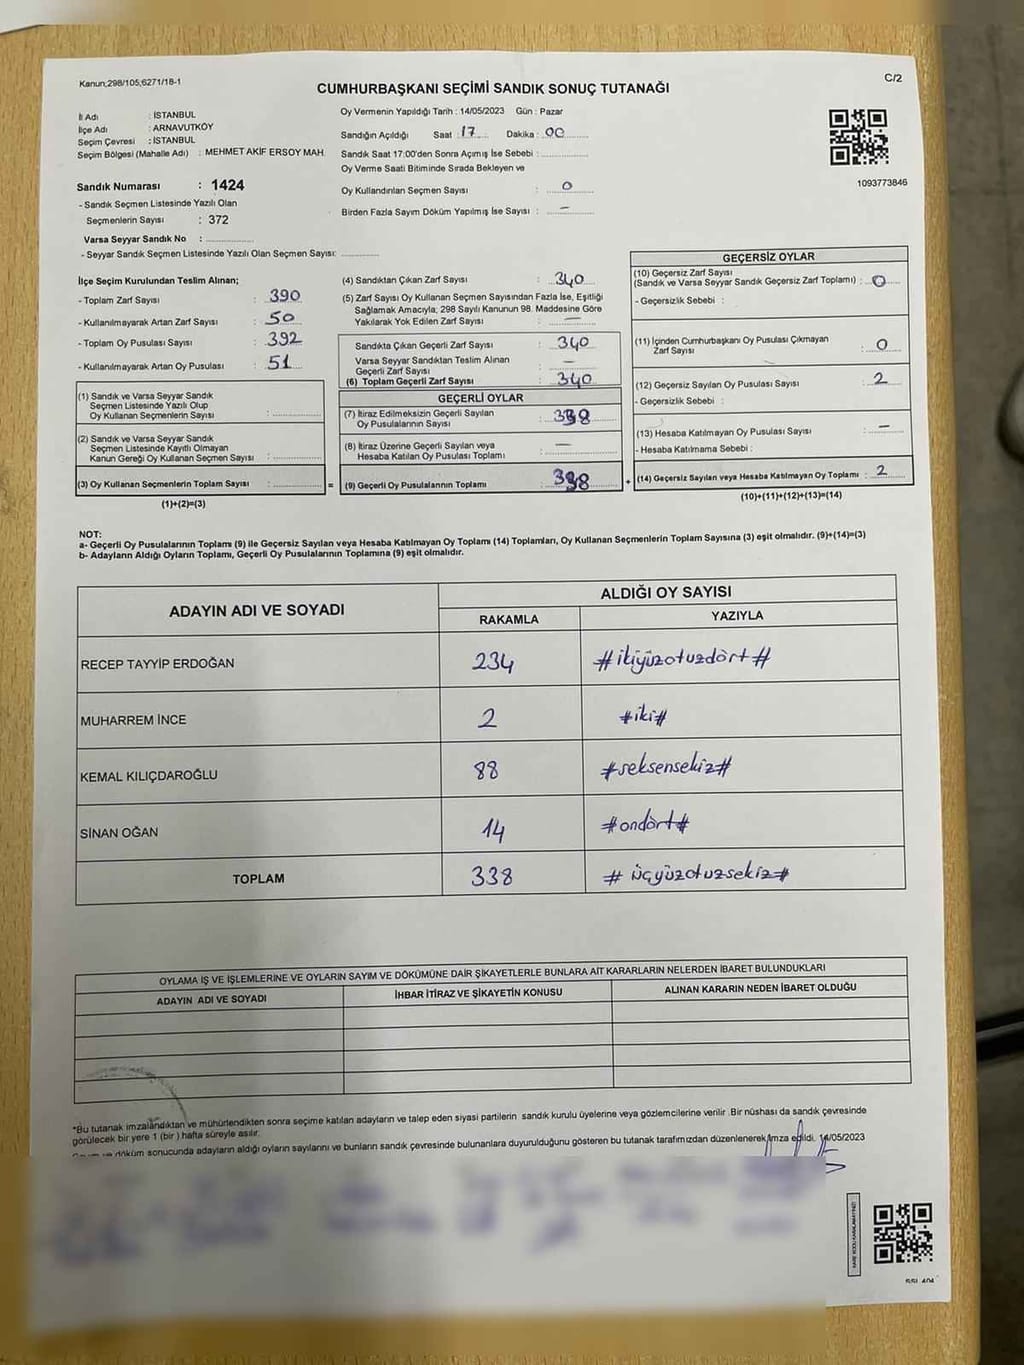 Kanun;298/105;6271/18-1
C/2
CUMHURBAŞKANI SEÇİMİ SANDIK SONUÇ TUTANAĞI
İl Adı : İSTANBUL
İlçe Adı : ARNAVUTKÖY
Seçim Çevresi : İSTANBUL
Seçim Bölgesi (Mahalle Adı) : MEHMET AKİF ERSOY MAH.
Sandık Numarası : 1424
- Sandık Seçmen Listesinde Yazılı Olan
Seçmenlerin Sayısı : 372
Varsa Seyyar Sandık No :
- Seyyar Sandık Seçmen Listesinde Yazılı Olan Seçmen Sayısı:
Oy Vermenin Yapıldığı Tarih : 14/05/2023 Gün : Pazar
Sandığın Açıldığı Saat : 17 Dakika : 00
Sandık Saat 17:00'den Sonra Açımış İse Sebebi :
Oy Verme Saati Bitiminde Sırada Bekleyen ve
Oy Kullandırılan Seçmen Sayısı : 0
Birden Fazla Sayım Döküm Yapılmış İse Sayısı : –
1093773846
İlçe Seçim Kurulundan Teslim Alınan;
- Toplam Zarf Sayısı : 390
- Kullanılmayarak Artan Zarf Sayısı : 50
- Toplam Oy Pusulası Sayısı : 392
- Kullanılmayarak Artan Oy Pusulası : 51
(1) Sandık ve Varsa Seyyar Sandık
Seçmen Listesinde Yazılı Olup
Oy Kullanan Seçmenlerin Sayısı :
(2) Sandık ve Varsa Seyyar Sandık
Seçmen Listesinde Kayıtlı Olmayan
Kanun Gereği Oy Kullanan Seçmen Sayısı :
(3) Oy Kullanan Seçmenlerin Toplam Sayısı : =
(1)+(2)=(3)
(4) Sandıktan Çıkan Zarf Sayısı : 340
(5) Zarf Sayısı Oy Kullanan Seçmen Sayısından Fazla İse, Eşitliği
Sağlamak Amacıyla; 298 Sayılı Kanunun 98. Maddesine Göre
Yakılarak Yok Edilen Zarf Sayısı : –
Sandıkta Çıkan Geçerli Zarf Sayısı : 340
Varsa Seyyar Sandıktan Teslim Alınan
Geçerli Zarf Sayısı : –
(6) Toplam Geçerli Zarf Sayısı : 340
GEÇERLİ OYLAR
(7) İtiraz Edilmeksizin Geçerli Sayılan
Oy Pusulasının Sayısı : 338
(8) İtiraz Üzerine Geçerli Sayılan veya
Hesaba Katılan Oy Pusulası Toplamı : –
(9) Geçerli Oy Pusulalarının Toplamı : 338 +
GEÇERSİZ OYLAR
(10) Geçersiz Zarf Sayısı
(Sandık ve Varsa Seyyar Sandık Geçersiz Zarf Toplamı) : 0
- Geçersizlik Sebebi :
(11) İçinden Cumhurbaşkanı Oy Pusulası Çıkmayan
Zarf Sayısı : 0
(12) Geçersiz Sayılan Oy Pusulası Sayısı : 2
- Geçersizlik Sebebi :
(13) Hesaba Katılmayan Oy Pusulası Sayısı : –
- Hesaba Katılmama Sebebi :
(14) Geçersiz Sayılan veya Hesaba Katılmayan Oy Toplamı : 2
(10)+(11)+(12)+(13)=(14)
NOT:
a- Geçerli Oy Pusulalarının Toplamı (9) ile Geçersiz Sayılan veya Hesaba Katılmayan Oy Toplamı (14) Toplamları, Oy Kullanan Seçmenlerin Toplam Sayısına (3) eşit olmalıdır. (9)+(14)=(3)
b- Adayların Aldığı Oyların Toplamı, Geçerli Oy Pusulalarının Toplamına (9) eşit olmalıdır.
ADAYIN ADI VE SOYADI
ALDIĞI OY SAYISI
RAKAMLA YAZIYLA
RECEP TAYYİP ERDOĞAN 234 #ikiyüzotuzdört#
MUHARREM İNCE 2 #iki#
KEMAL KILIÇDAROĞLU 88 #seksensekiz#
SİNAN OĞAN 14 #ondört#
TOPLAM 338 #üçyüzotuzsekiz#
OYLAMA İŞ VE İŞLEMLERİNE VE OYLARIN SAYIM VE DÖKÜMÜNE DAİR ŞİKAYETLERLE BUNLARA AİT KARARLARIN NELERDEN İBARET BULUNDUKLARI
ADAYIN ADI VE SOYADI İHBAR İTİRAZ VE ŞİKAYETİN KONUSU ALINAN KARARIN NEDEN İBARET OLDUĞU
*Bu tutanak imzalandıktan ve mühürlendikten sonra seçime katılan adayların ve talep eden siyasi partilerin sandık kurulu üyelerine veya gözlemcilerine verilir .Bir nüshası da sandık çevresinde
görülecek bir yere 1 (bir) hafta süreyle asılır.
döküm sonucunda adayların aldığı oyların sayılarını ve bunların sandık çevresinde bulunanlara duyurulduğunu gösteren bu tutanak tarafımızdan düzenlenerek imza edildi. 14/05/2023